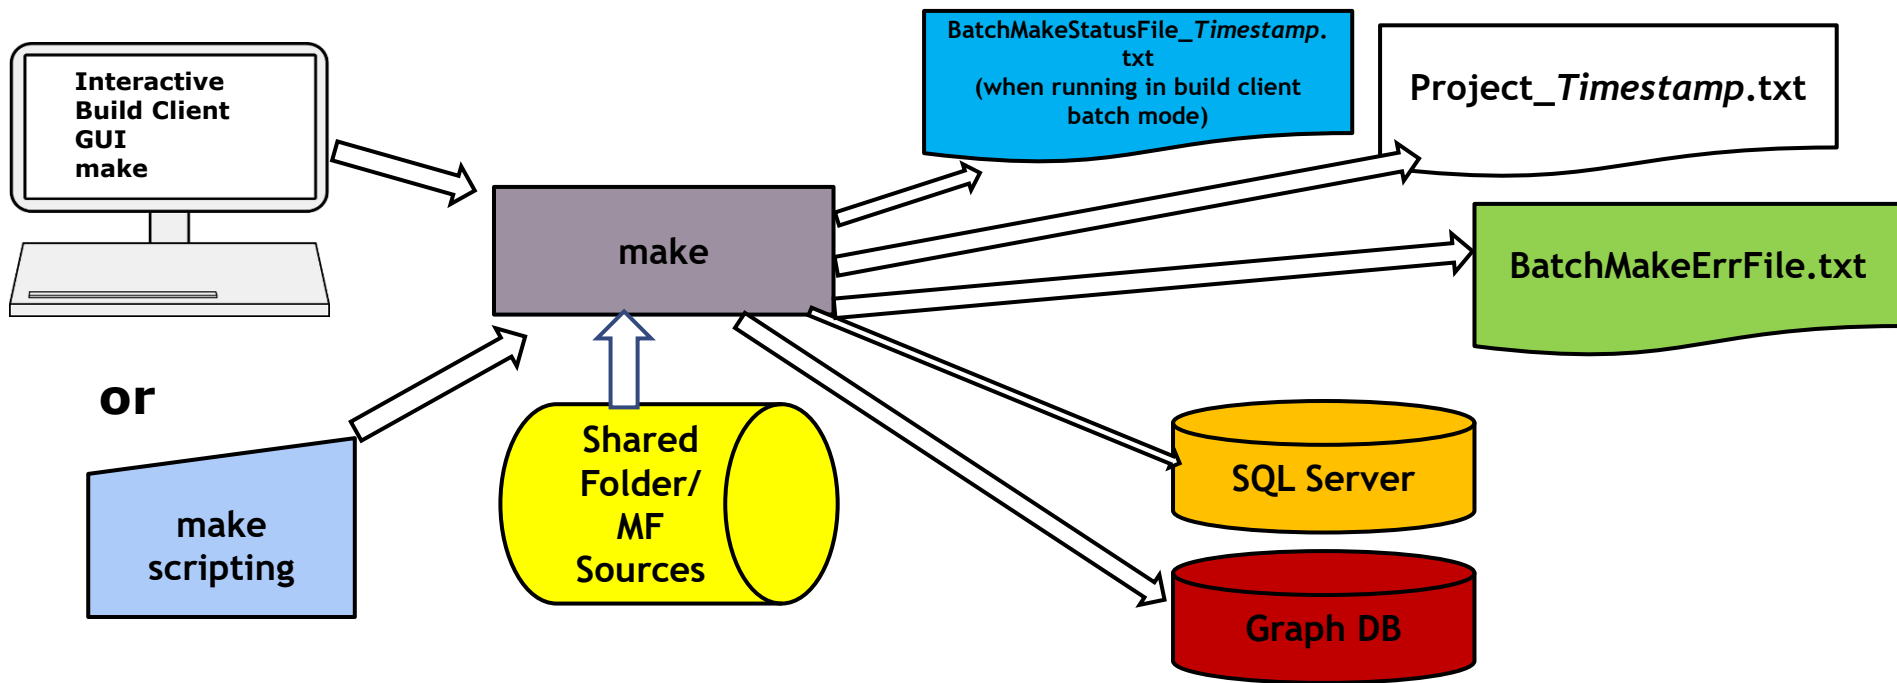 Interactive
Build Client
GUI
make
BatchMakeStatusFile_Timestamp.
txt
(when running in build client
batch mode)
Project_Timestamp.txt
make
BatchMakeErrFile.txt
or
make
scripting
Shared
Folder/
MF
Sources
SQL Server
Graph DB